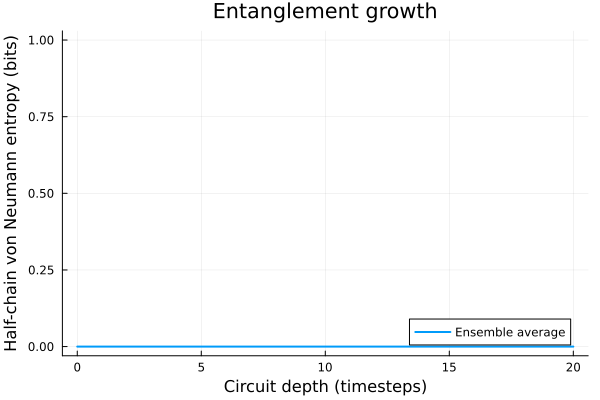 Entanglement growth
Half-chain von Neumann entropy (bits)
1.00
0.75
0.50
0.25
0.00
Ensemble average
0 5 10 15 20
Circuit depth (timesteps)